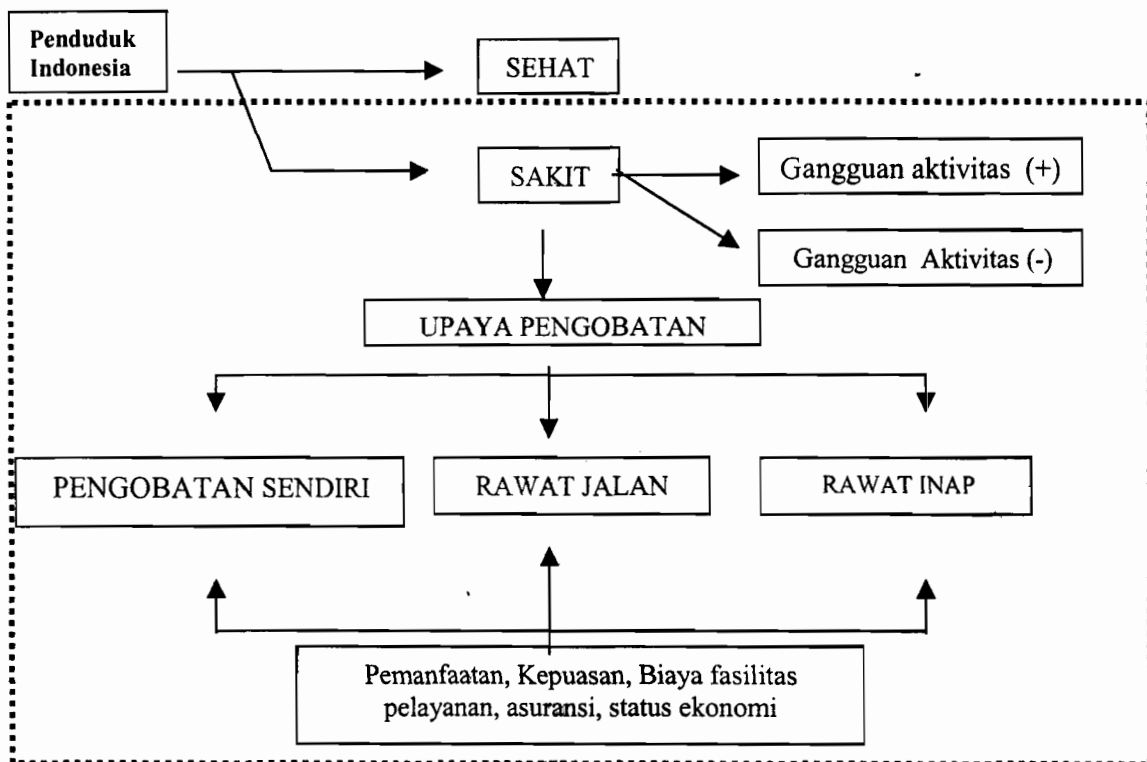 Penduduk
Indonesia
SEHAT
SAKIT
Gangguan aktivitas (+)
Gangguan Aktivitas (-)
UPAYA PENGOBATAN
PENGOBATAN SENDIRI
RAWAT JALAN
RAWAT INAP
Pemanfaatan, Kepuasan, Biaya fasilitas
pelayanan, asuransi, status ekonomi